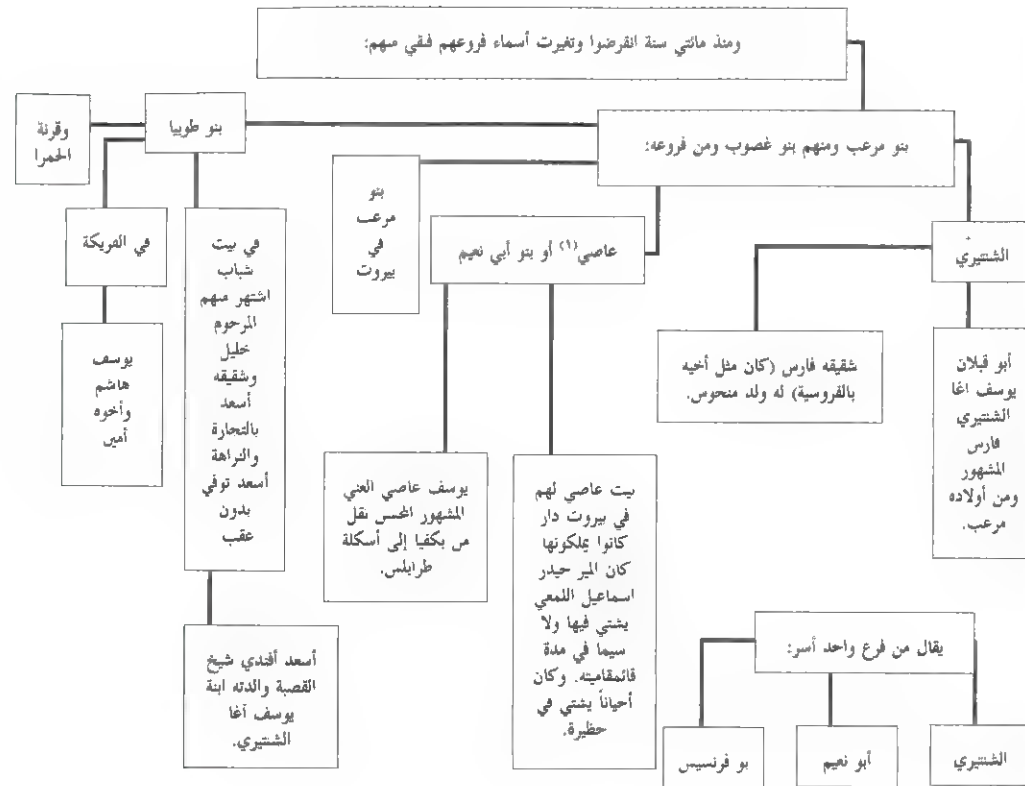 ومنذ مائتي سنة انقرضوا وتغيرت أسماء فروعهم فبقي منهم:
بنو مرعب ومنهم بنو غصوب ومن فروعه:
الشنتيري
أبو قبلان
يوسف اغا
الشنتيري
فارس
المشهور
ومن أولاده
مرعب.
شقيقه فارس (كان مثل أخيه
بالفروسية) له ولد منحوس.
عاصي(١) أو بنو أبي نعيم
بيت عاصي لهم
في بيروت دار
كانوا يملكونها
كان المير حيدر
اسماعيل اللمعي
يشتي فيها ولا
سيما في مدة
قائمقاميته. وكان
أحياناً يشتي في
حظيرة.
يوسف عاصي الغني
المشهور المحسن نقل
من بكفيا إلى أسكلة
طرابلس.
بنو
مرعب
في
بيروت
بنو طوبيا
وقرنة
الحمرا
في الفريكة
يوسف
هاشم
وأخوه
أمين
في بيت
شباب
اشتهر منهم
المرحوم
خليل
وشقيقه
أسعد
بالتجارة
والنزاهة
أسعد توفي
بدون
عقب
أسعد أفندي شيخ
القصبة والدته ابنة
يوسف آغا
الشنتيري.
يقال من فرع واحد أسر:
الشنتيري
أبو نعيم
بو فرنسيس